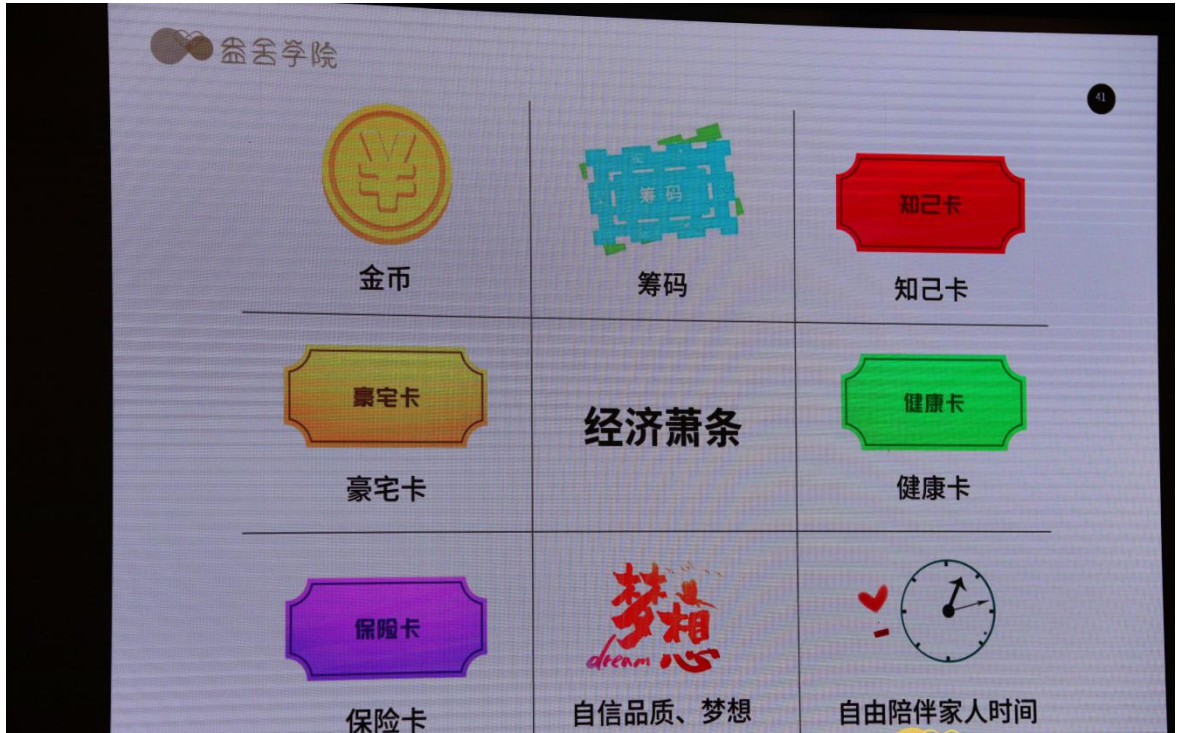 盌舍学院
41
筹码
知己卡
金币
筹码
知己卡
豪宅卡
健康卡
经济萧条
豪宅卡
健康卡
保险卡
梦想
dream
保险卡
自信品质、梦想
自由陪伴家人时间